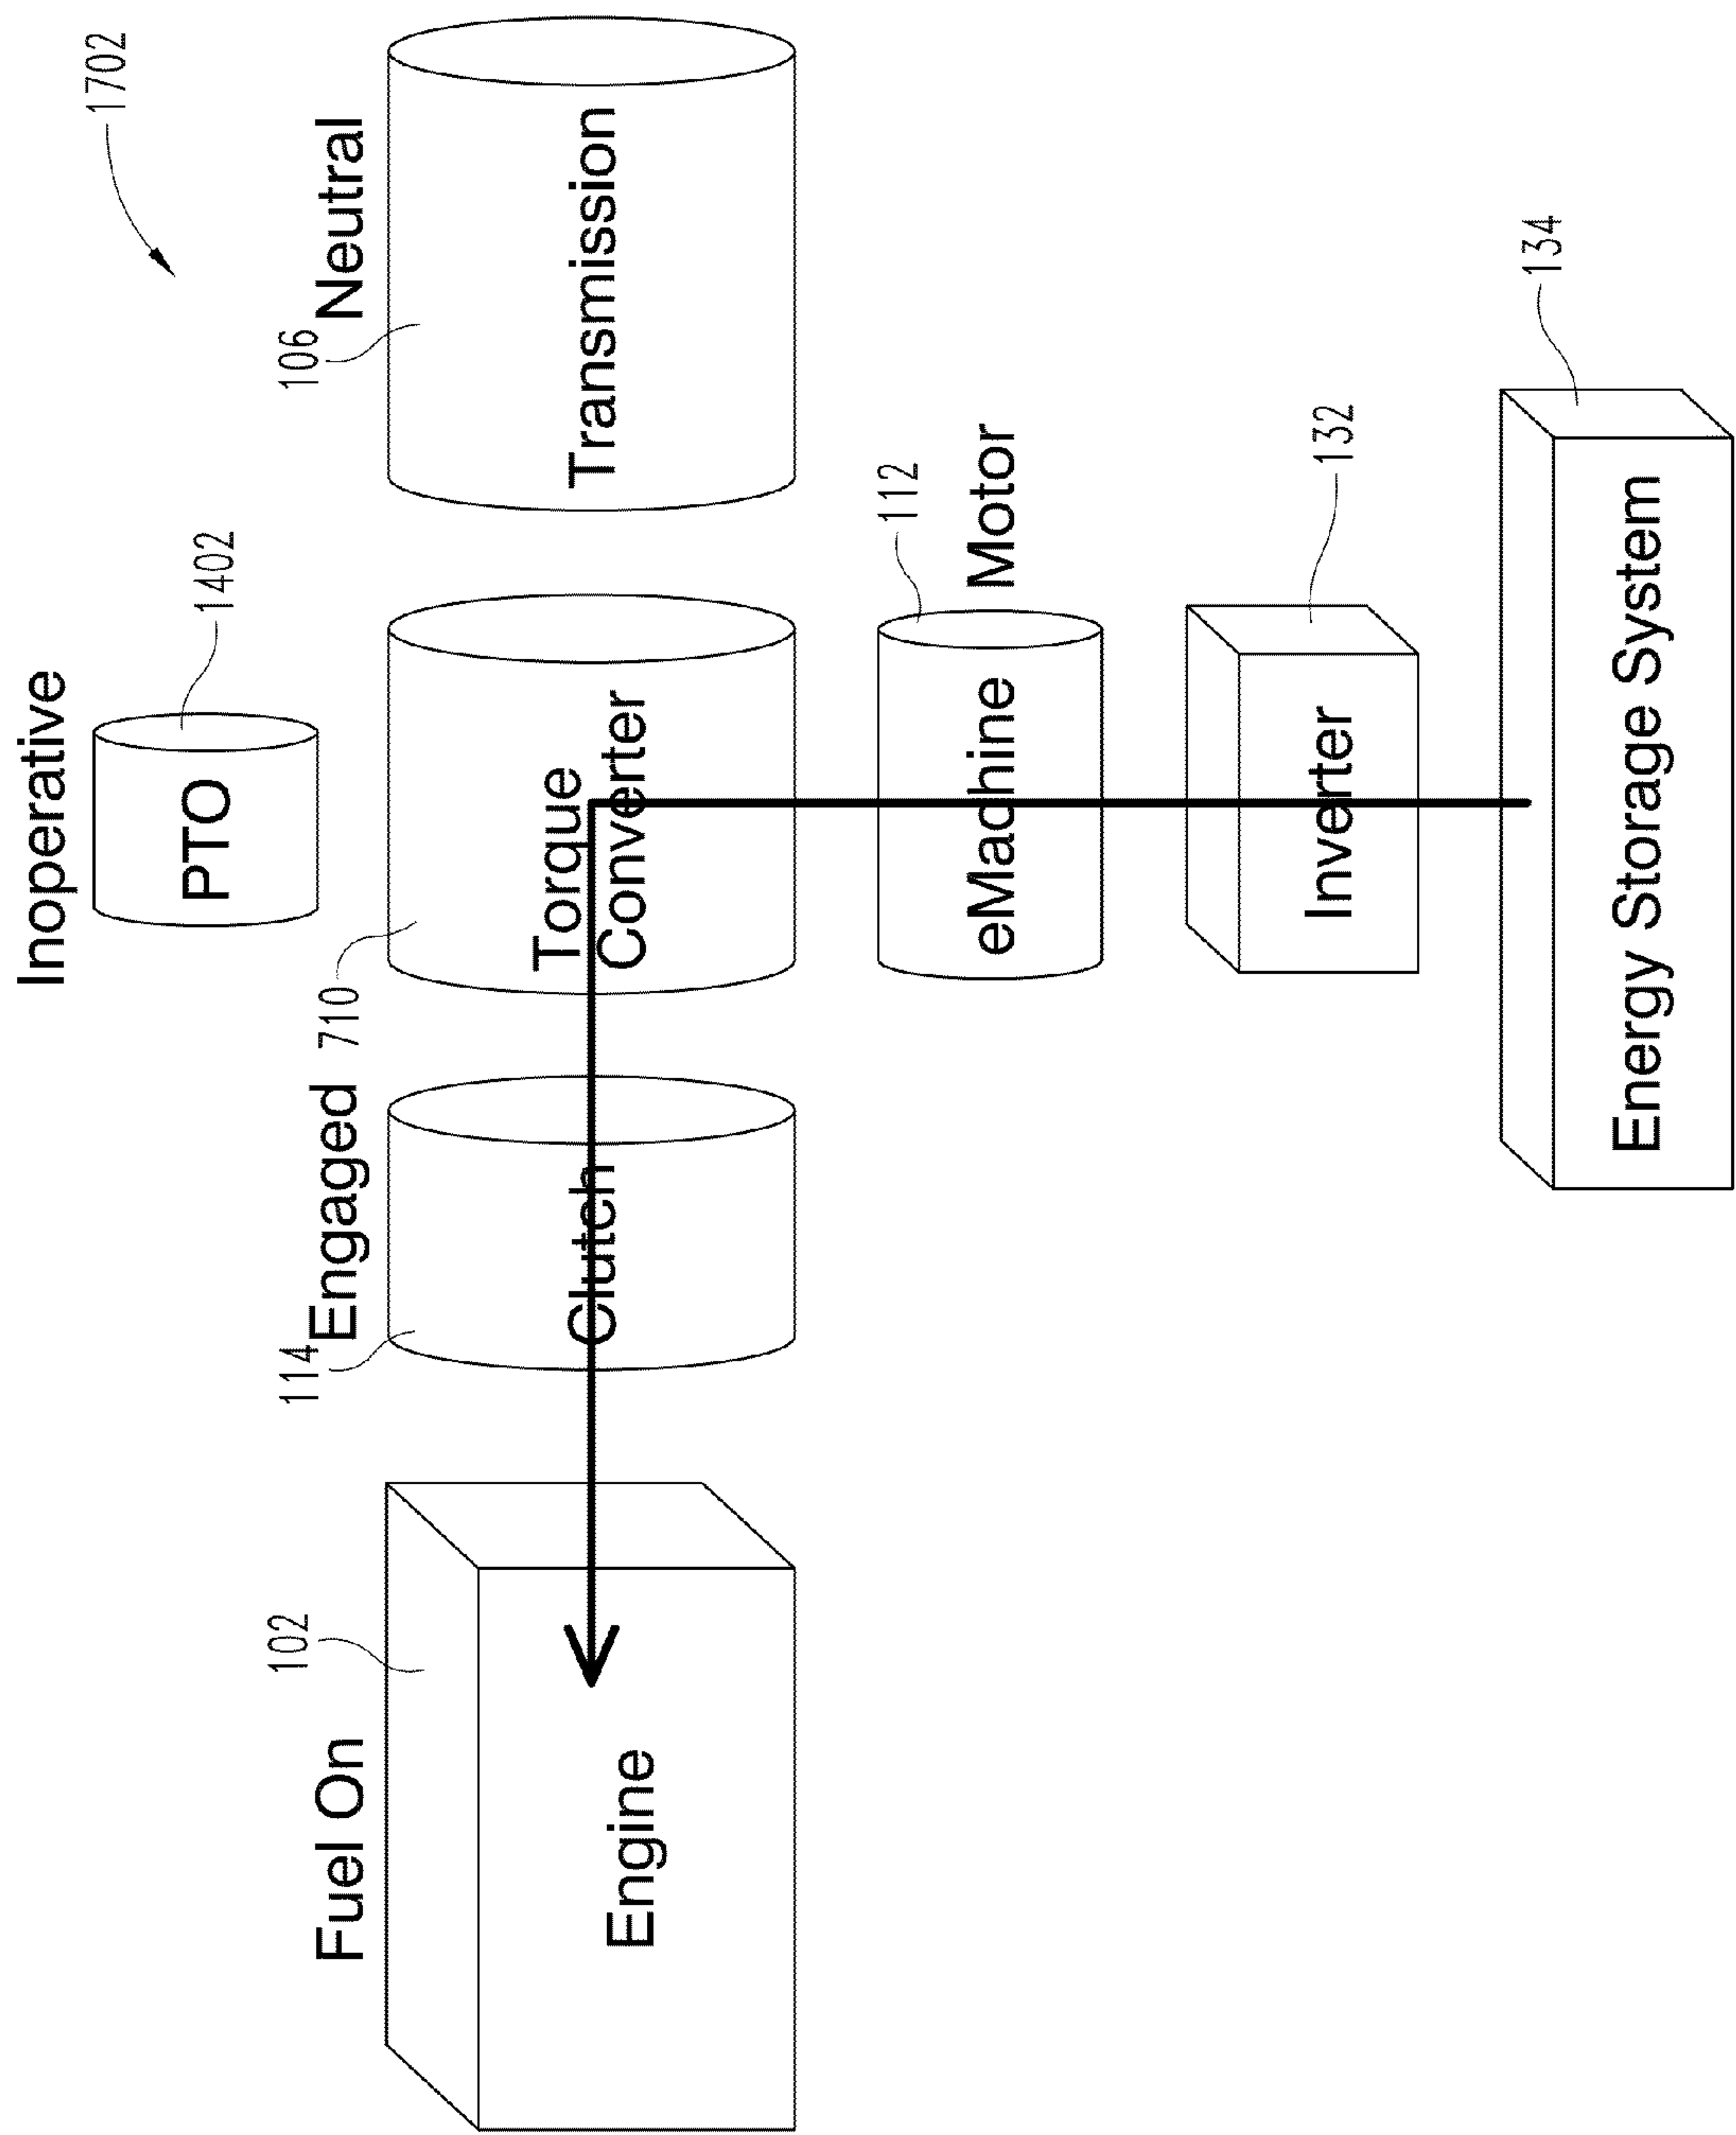 1702
Inoperative
PTO
1402
Fuel On
102
Engine
Engaged
114
Clutch
710
Torque
Converter
Neutral
106
Transmission
112
eMachine
Motor
132
Inverter
134
Energy Storage System